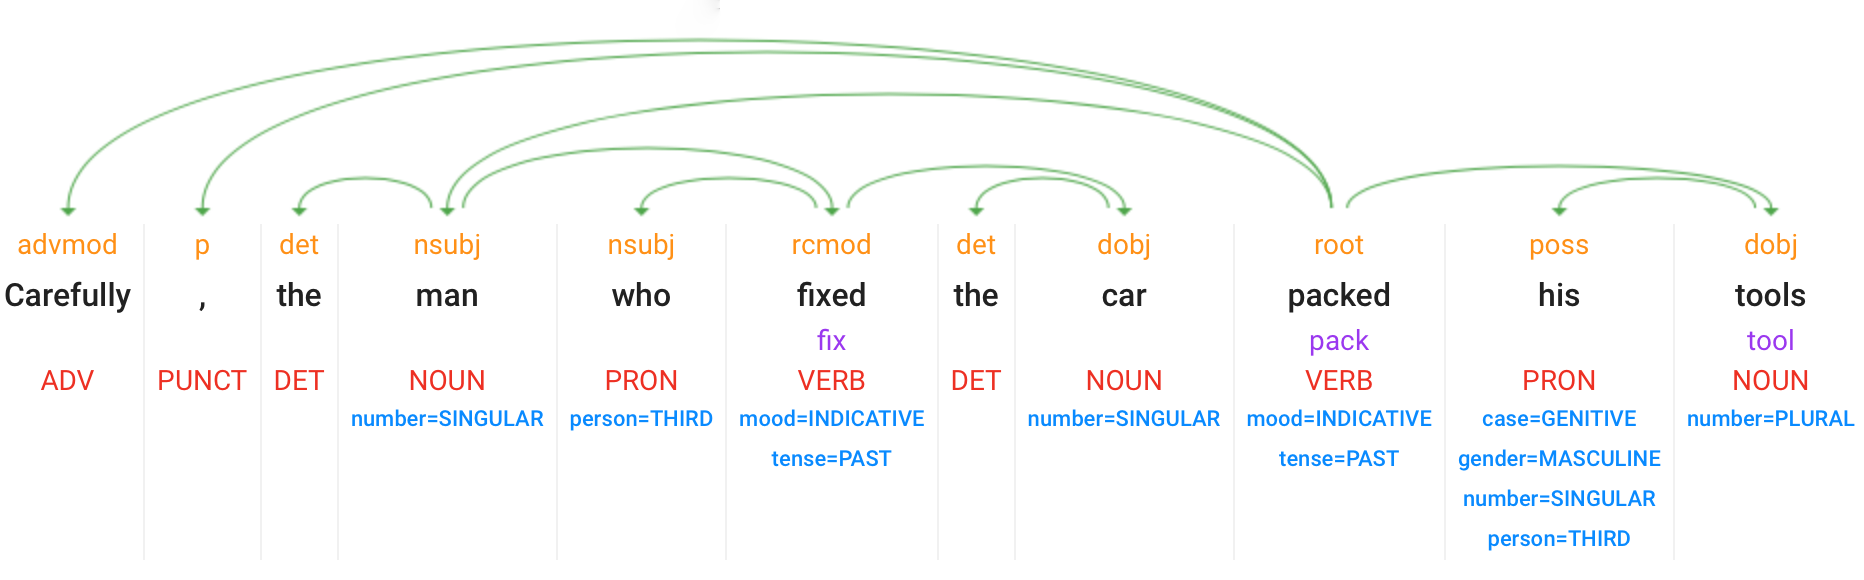 advmod p det nsubj nsubj rcmod det dobj root poss dobj
Carefully , the man who fixed the car packed his tools
fix pack tool
ADV PUNCT DET NOUN PRON VERB DET NOUN VERB PRON NOUN
number=SINGULAR person=THIRD mood=INDICATIVE number=SINGULAR mood=INDICATIVE case=GENITIVE number=PLURAL
tense=PAST tense=PAST gender=MASCULINE
number=SINGULAR
person=THIRD